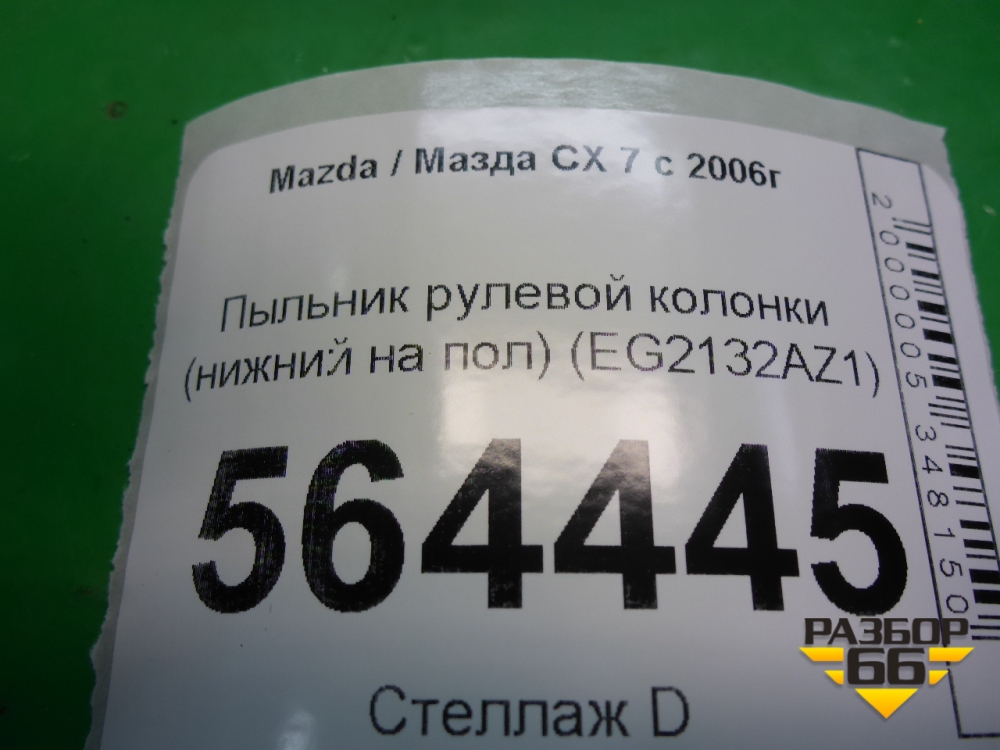 Mazda / Мазда CX 7 с 2006г
Пыльник рулевой колонки
(нижний на пол) (EG2132AZ1)
564445
Стеллаж D
2000005348150
РАЗБОР
66